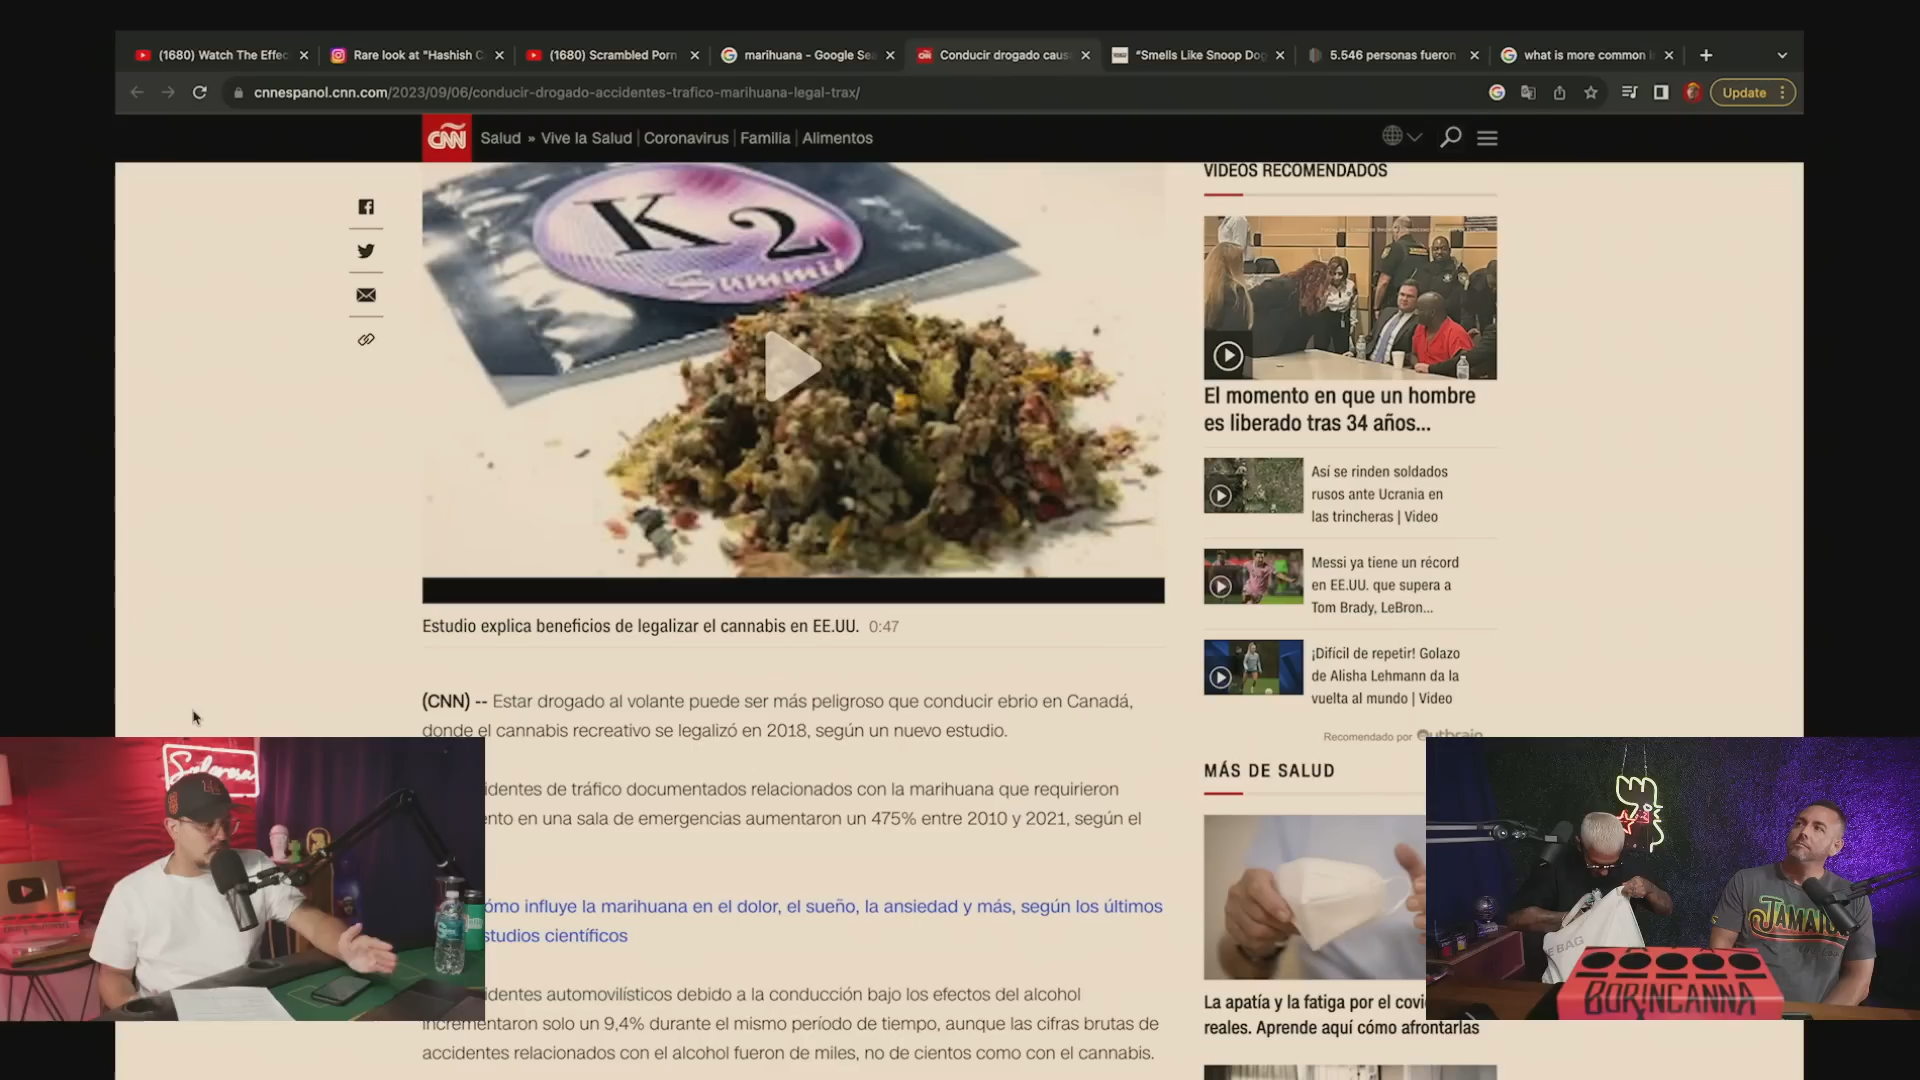 (1680) Watch The Effec
Rare look at "Hashish C
(1680) Scrambled Porn
marihuana - Google Sea
Conducir drogado caus
"Smells Like Snoop Dog
5.546 personas fueron
what is more common i
cnnespanol.cnn.com/2023/09/06/conducir-drogado-accidentes-trafico-marihuana-legal-trax/
Update
CNN
Salud » Vive la Salud | Coronavirus | Familia | Alimentos
K2
Summit
Estudio explica beneficios de legalizar el cannabis en EE.UU. 0:47
(CNN) -- Estar drogado al volante puede ser más peligroso que conducir ebrio en Canadá,
donde el cannabis recreativo se legalizó en 2018, según un nuevo estudio.
identes de tráfico documentados relacionados con la marihuana que requirieron
nto en una sala de emergencias aumentaron un 475% entre 2010 y 2021, según el
ómo influye la marihuana en el dolor, el sueño, la ansiedad y más, según los últimos
studios científicos
identes automovilísticos debido a la conducción bajo los efectos del alcohol
incrementaron solo un 9,4% durante el mismo período de tiempo, aunque las cifras brutas de
accidentes relacionados con el alcohol fueron de miles, no de cientos como con el cannabis.
VIDEOS RECOMENDADOS
El momento en que un hombre
es liberado tras 34 años...
Así se rinden soldados
rusos ante Ucrania en
las trincheras | Video
Messi ya tiene un récord
en EE.UU. que supera a
Tom Brady, LeBron...
¡Difícil de repetir! Golazo
de Alisha Lehmann da la
vuelta al mundo | Video
Recomendado por Outbrain
MÁS DE SALUD
La apatía y la fatiga por el covi
reales. Aprende aquí cómo afrontarlas
BAG
JAMAI
BORINCANNA